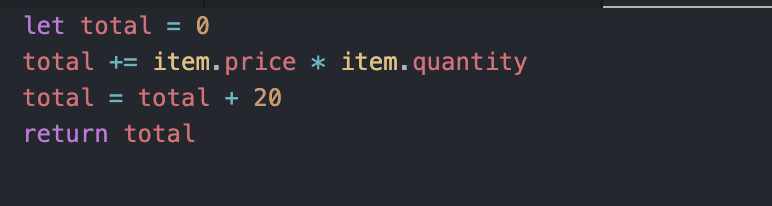 let total = 0
total += item.price * item.quantity
total = total + 20
return total